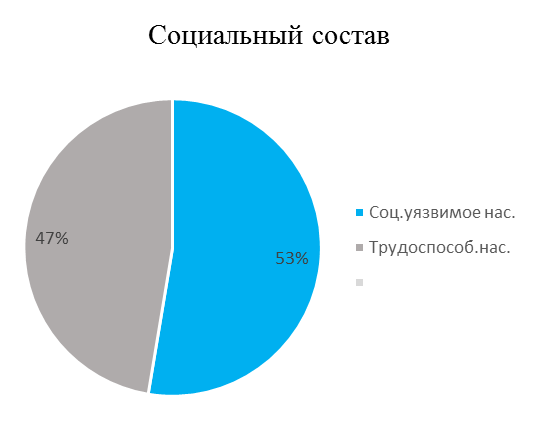 Социальный состав
Соц.уязвимое нас.
47%
Трудоспособ.нас.
53%